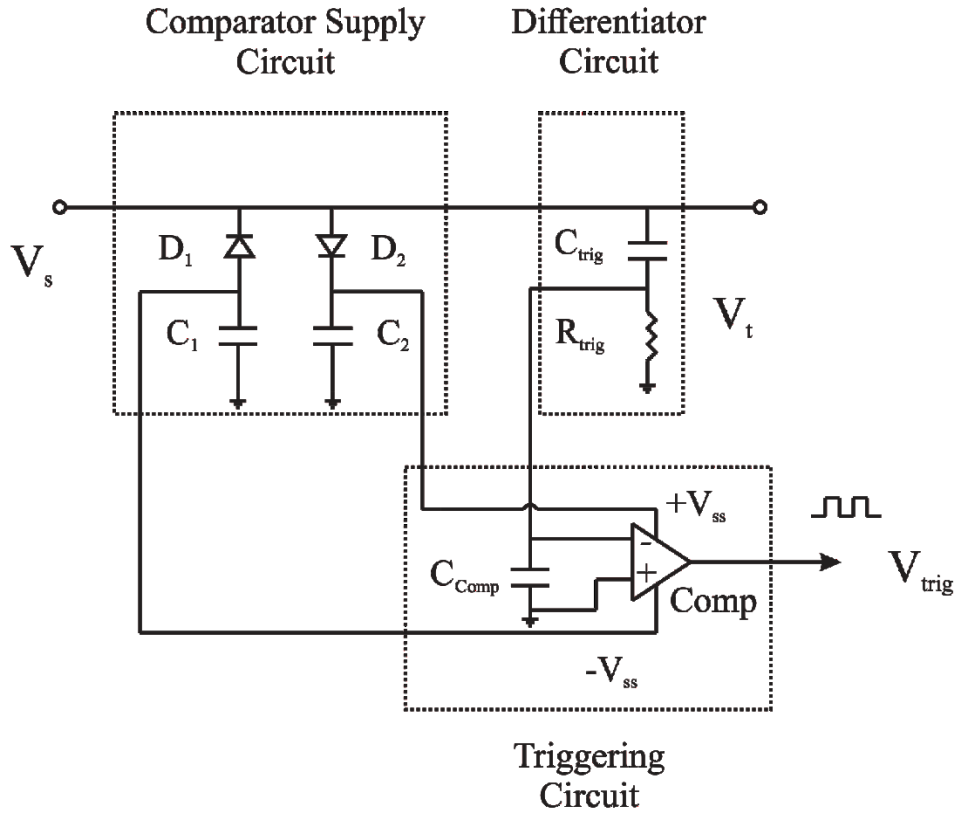 Comparator Supply
Circuit
Differentiator
Circuit
Vs
D1
D2
C1
C2
Ctrig
Rtrig
Vt
+Vss
-
+
CComp
Comp
-Vss
Vtrig
Triggering
Circuit